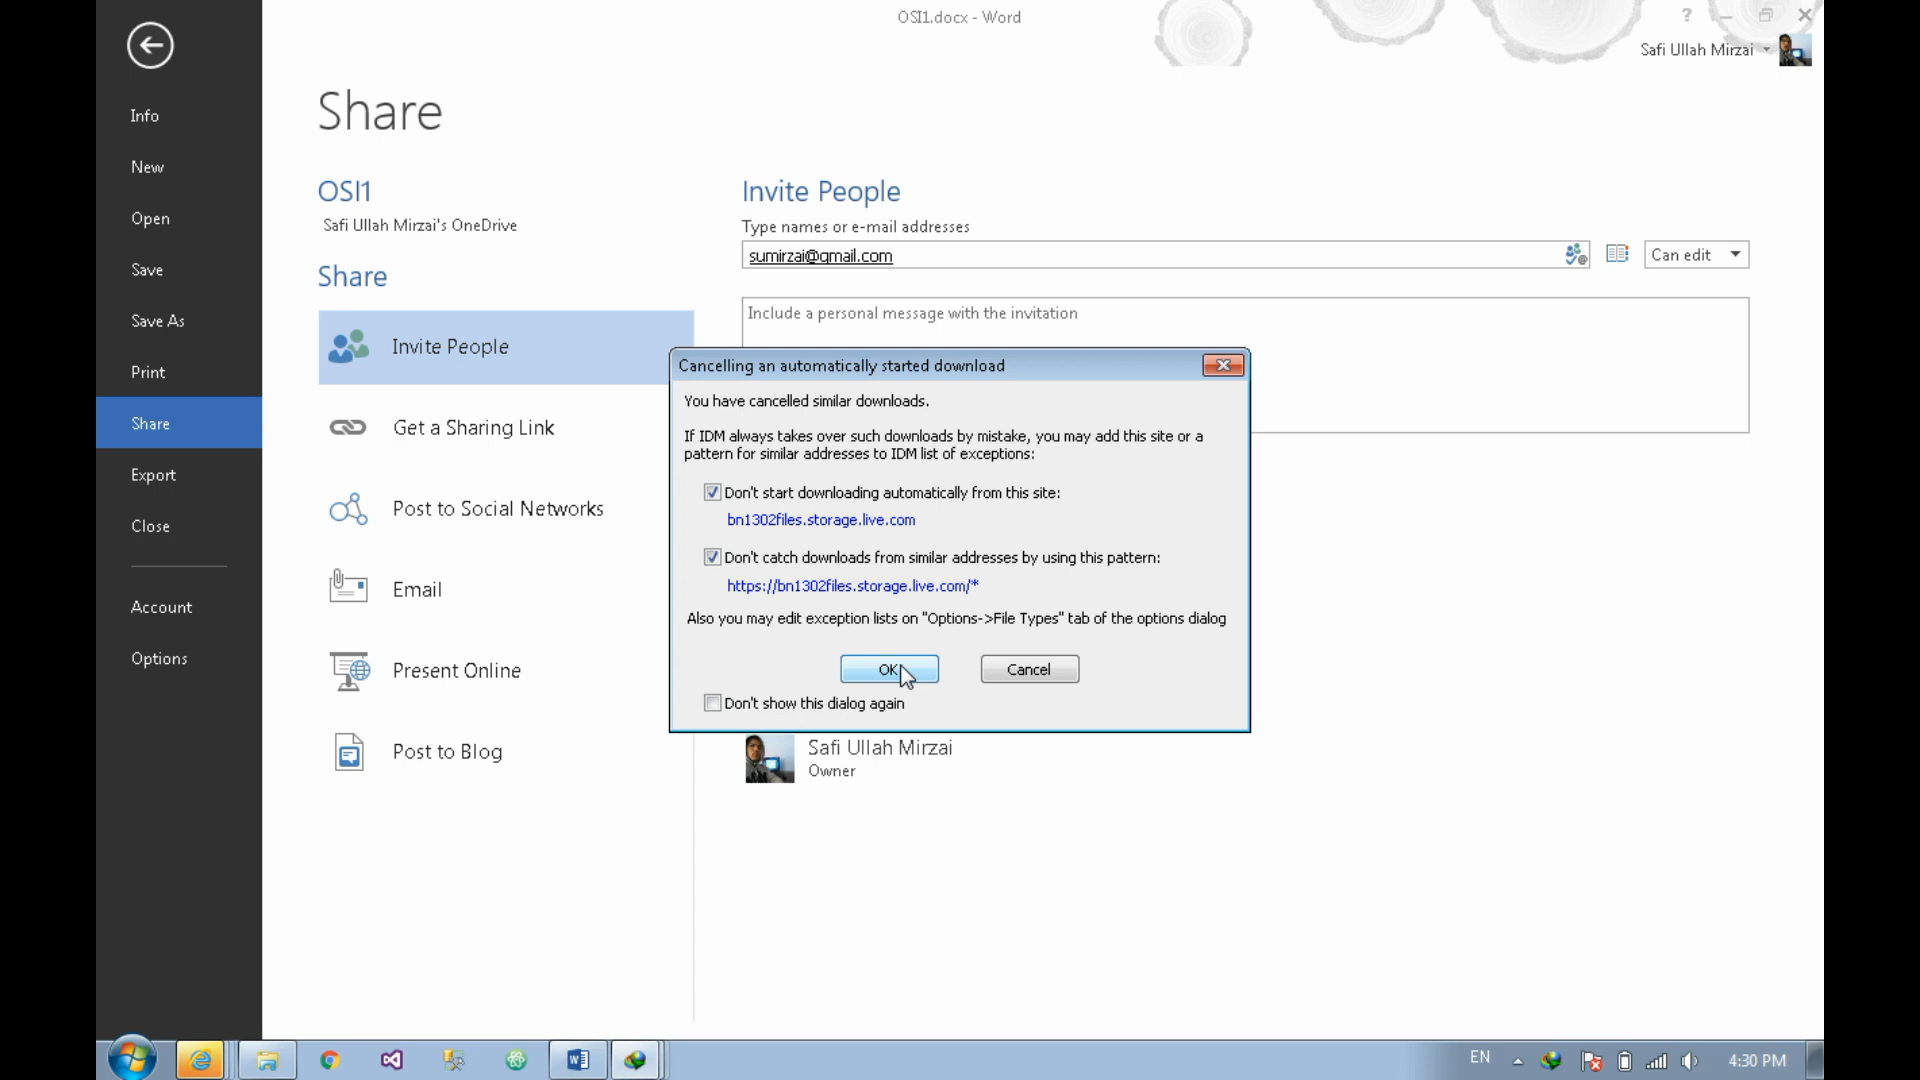 OSI1.docx - Word
?
Safi Ullah Mirzai
Info
New
Open
Save
Save As
Print
Share
Export
Close
Account
Options
Share
OSI1
Safi Ullah Mirzai's OneDrive
Share
Invite People
Get a Sharing Link
Post to Social Networks
Email
Present Online
Post to Blog
Invite People
Type names or e-mail addresses
sumirzai@gmail.com
Can edit
Include a personal message with the invitation
Cancelling an automatically started download
You have cancelled similar downloads.
If IDM always takes over such downloads by mistake, you may add this site or a
pattern for similar addresses to IDM list of exceptions:
Don't start downloading automatically from this site:
bn1302files.storage.live.com
Don't catch downloads from similar addresses by using this pattern:
https://bn1302files.storage.live.com/*
Also you may edit exception lists on "Options->File Types" tab of the options dialog
OK
Cancel
Don't show this dialog again
Safi Ullah Mirzai
Owner
EN
4:30 PM